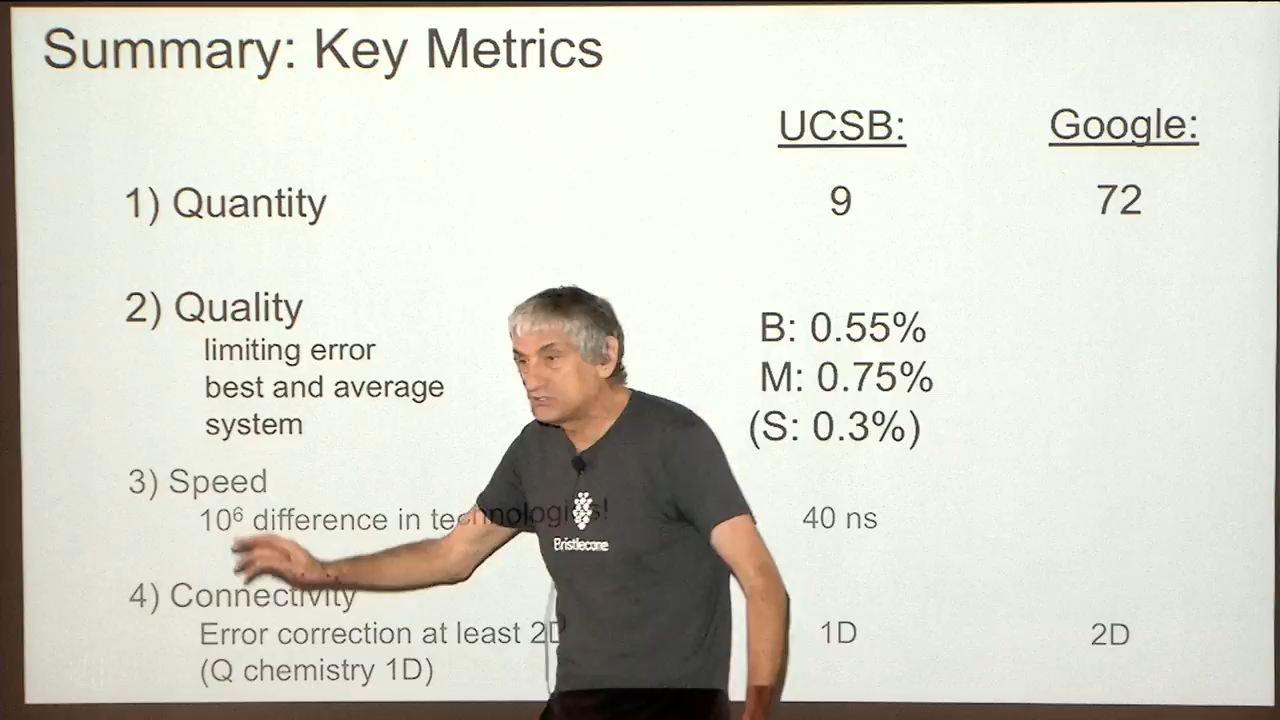 Summary: Key Metrics
UCSB: Google:
1) Quantity 9 72
2) Quality
limiting error B: 0.55%
best and average M: 0.75%
system (S: 0.3%)
3) Speed
10⁶ difference in technologies! 40 ns
Bristlecone
4) Connectivity
Error correction at least 2D 1D 2D
(Q chemistry 1D)